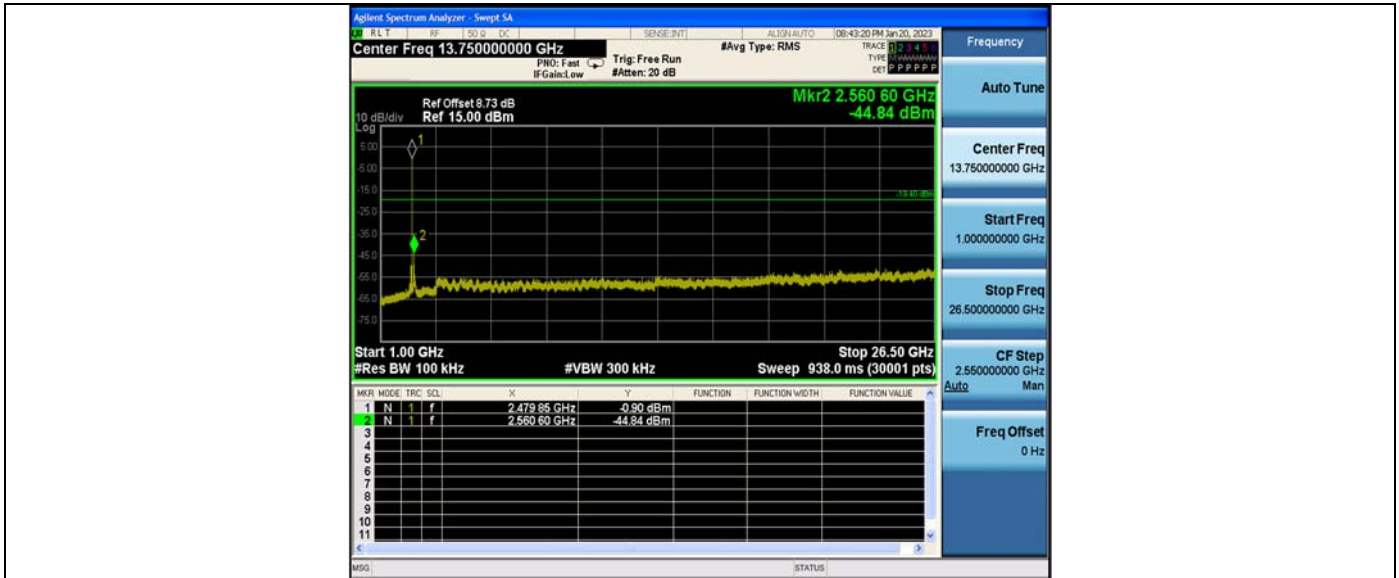 Agilent Spectrum Analyzer - Swept SA
RLT RF 50 Ω DC SENSE:INT ALIGN AUTO 08:43:20 PM Jan 20, 2023
Center Freq 13.750000000 GHz
#Avg Type: RMS
TRACE 1 2 3 4 5 6
PNO: Fast Trig: Free Run
TYPE
IFGain:Low #Atten: 20 dB
DET P P P P P P
Mkr2 2.560 60 GHz
Ref Offset 8.73 dB
10 dB/div Ref 15.00 dBm -44.84 dBm
Log
1
5.00
-5.00
-15.0
-19.40 dBm
-25.0
-35.0
2
-45.0
-55.0
-65.0
-75.0
Start 1.00 GHz Stop 26.50 GHz
#Res BW 100 kHz #VBW 300 kHz Sweep 938.0 ms (30001 pts)
MKR MODE TRC SCL X Y FUNCTION FUNCTION WIDTH FUNCTION VALUE
1 N 1 f 2.479 85 GHz -0.90 dBm
2 N 1 f 2.560 60 GHz -44.84 dBm
3
4
5
6
7
8
9
10
11
MSG STATUS
Frequency
Auto Tune
Center Freq
13.750000000 GHz
Start Freq
1.000000000 GHz
Stop Freq
26.500000000 GHz
CF Step
2.550000000 GHz
Auto Man
Freq Offset
0 Hz